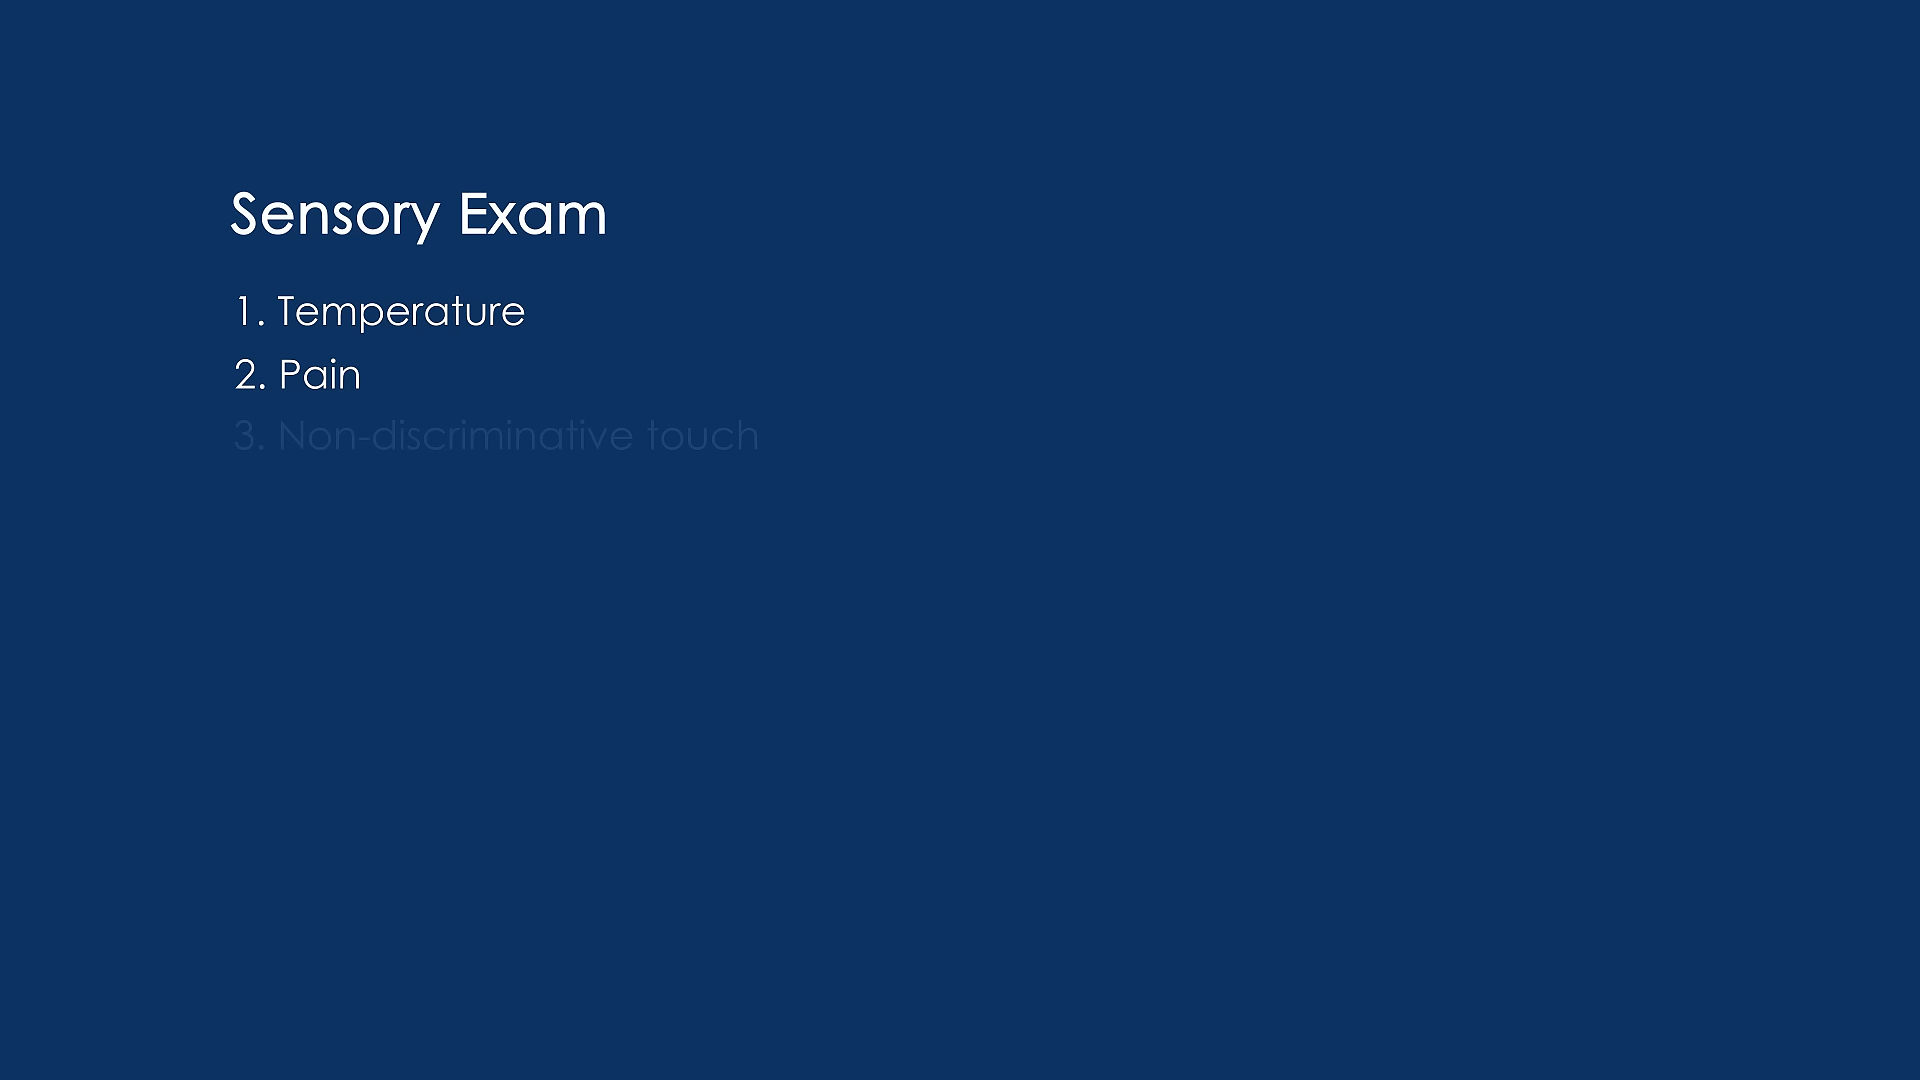 Sensory Exam
1. Temperature
2. Pain
3. Non-discriminative touch